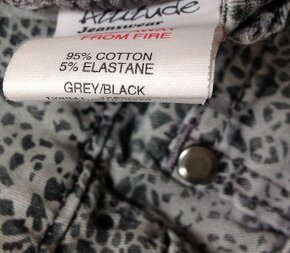 Attitude
Jeanswear
FROM FIRE
95% COTTON
5% ELASTANE
GREY/BLACK